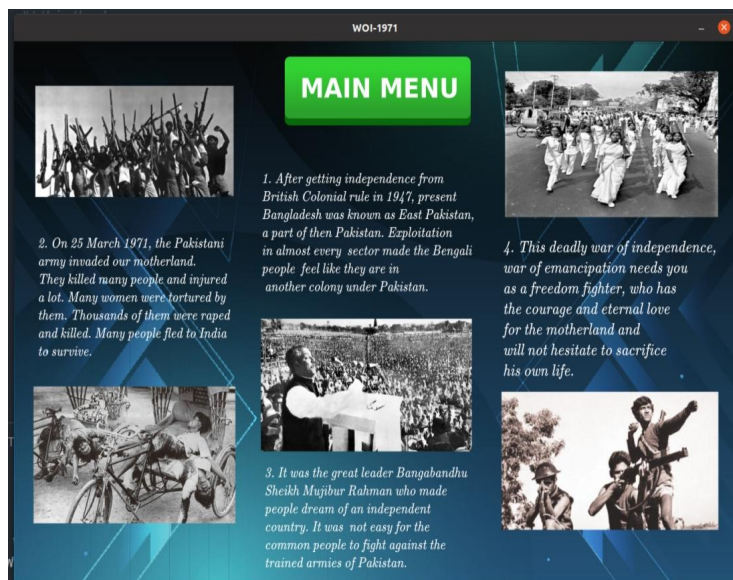 WOI-1971
MAIN MENU
1. After getting independence from
British Colonial rule in 1947, present
Bangladesh was known as East Pakistan,
a part of then Pakistan. Exploitation
in almost every sector made the Bengali
people feel like they are in
another colony under Pakistan.
2. On 25 March 1971, the Pakistani
army invaded our motherland.
They killed many people and injured
a lot. Many women were tortured by
them. Thousands of them were raped
and killed. Many people fled to India
to survive.
3. It was the great leader Bangabandhu
Sheikh Mujibur Rahman who made
people dream of an independent
country. It was not easy for the
common people to fight against the
trained armies of Pakistan.
4. This deadly war of independence,
war of emancipation needs you
as a freedom fighter, who has
the courage and eternal love
for the motherland and
will not hesitate to sacrifice
his own life.